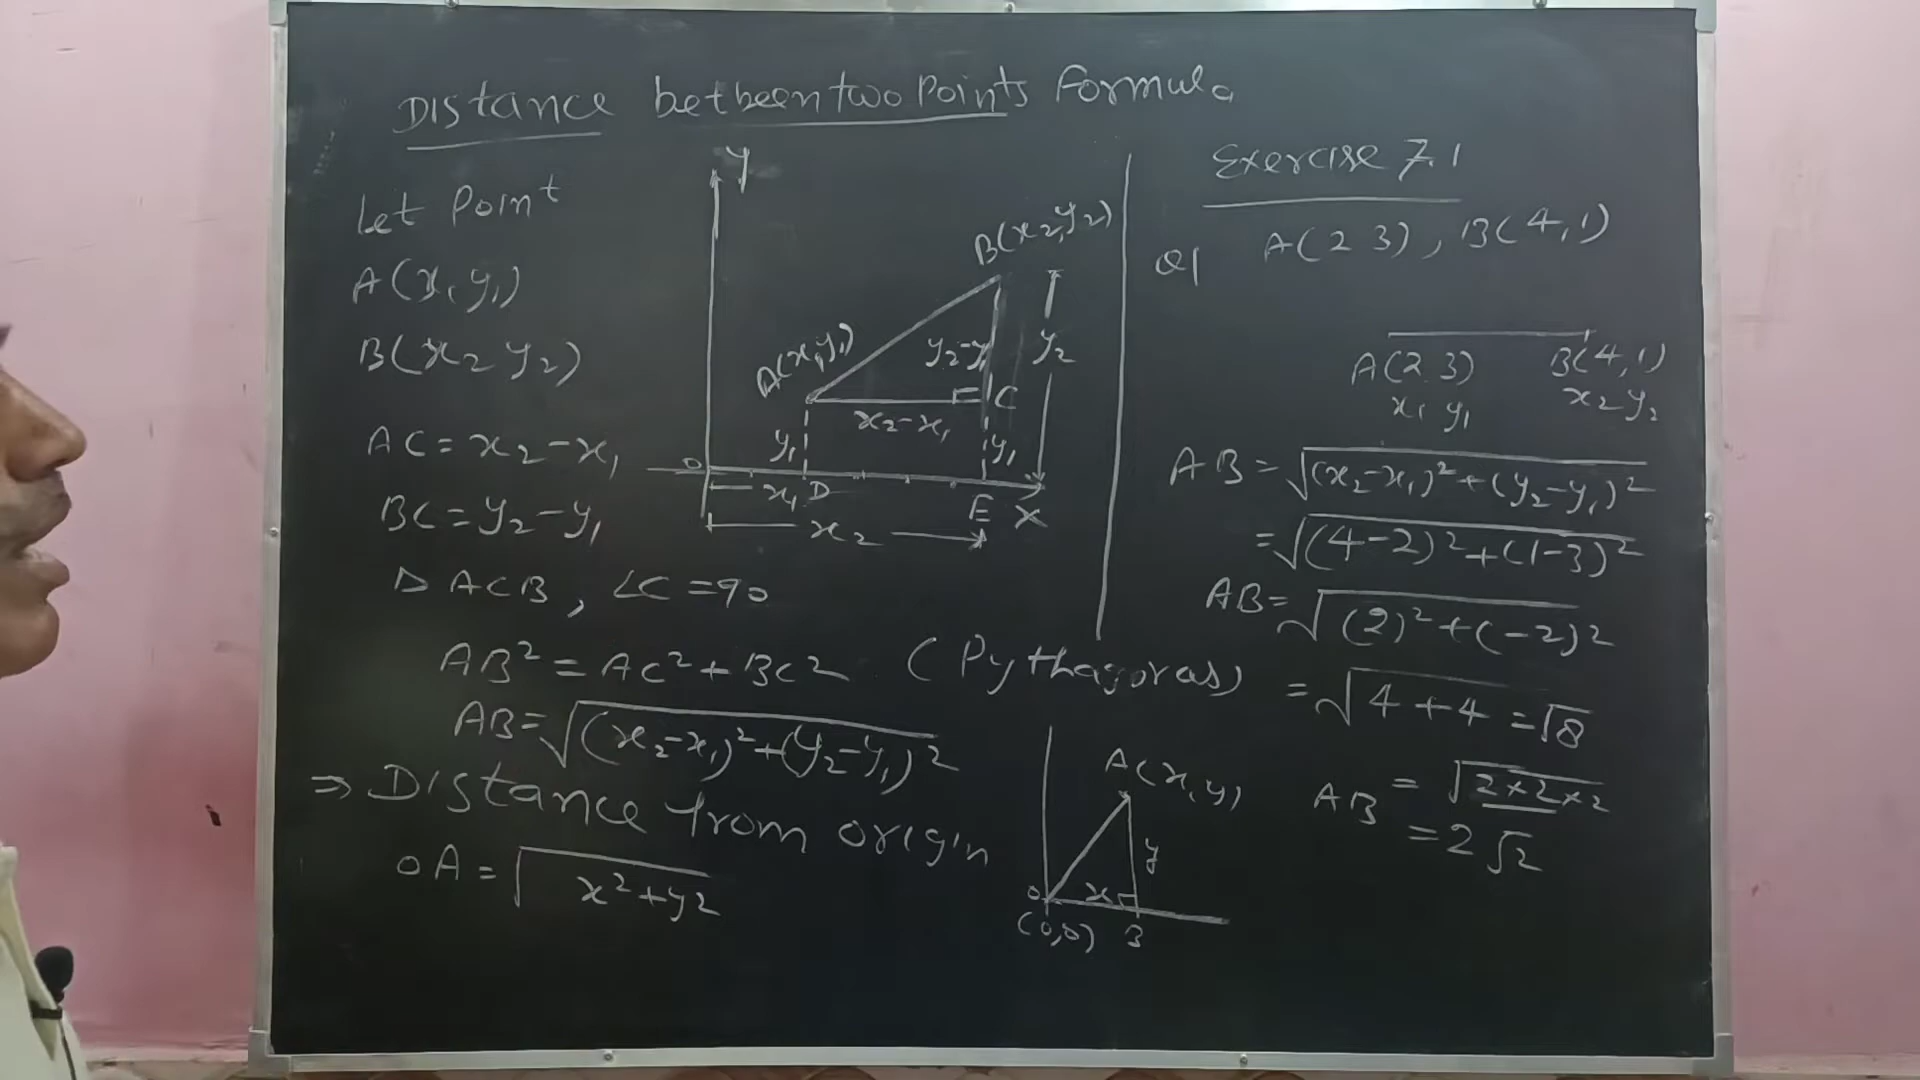 Distance betbeen two Points Formula
Let Point
A(x₁ y₁)
B(x₂ y₂)
AC = x₂-x₁
BC = y₂-y₁
▷ ACB, ∠C = 90
AB² = AC² + BC² (Pythagoras)
AB = √(x₂-x₁)²+(y₂-y₁)²
⇒ Distance from origin
OA = √x²+y²
Y
B(x₂,y₂)
A(x₁,y₁)
y₂-y₁
y₂
C
x₂-x₁
y₁
y₁
O
x₁ D
E X
x₂
A(x,y)
y
O x
(0,0) B
Exercise 7.1
Q1 A(2 3), B(4,1)
A(2 3) B(4,1)
x₁ y₁ x₂ y₂
AB = √(x₂-x₁)²+(y₂-y₁)²
= √(4-2)²+(1-3)²
AB = √(2)²+(-2)²
= √4+4 = √8
AB = √2×2×2
= 2√2